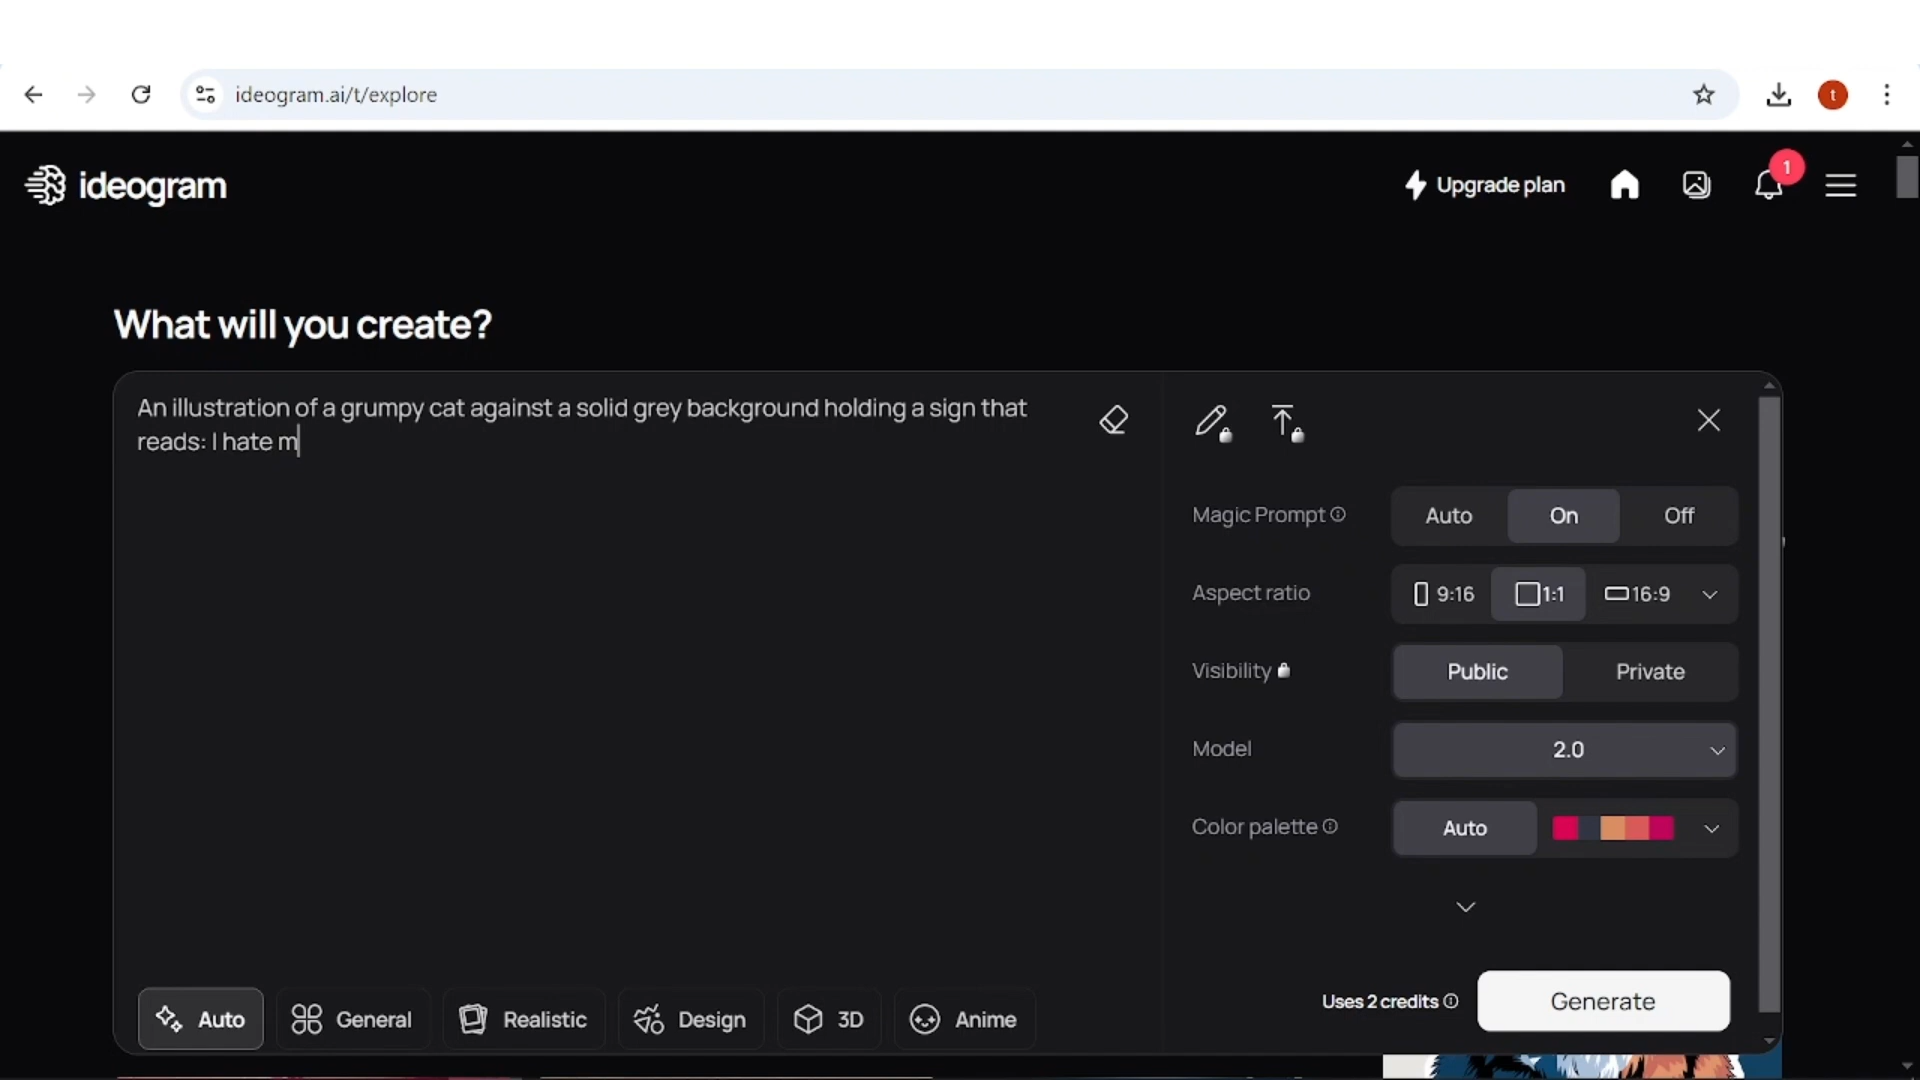 ideogram.ai/t/explore
t
ideogram
Upgrade plan
1
What will you create?
An illustration of a grumpy cat against a solid grey background holding a sign that
reads: I hate m
Magic Prompt
Auto
On
Off
Aspect ratio
9:16
1:1
16:9
Visibility
Public
Private
Model
2.0
Color palette
Auto
Uses 2 credits
Generate
Auto
General
Realistic
Design
3D
Anime